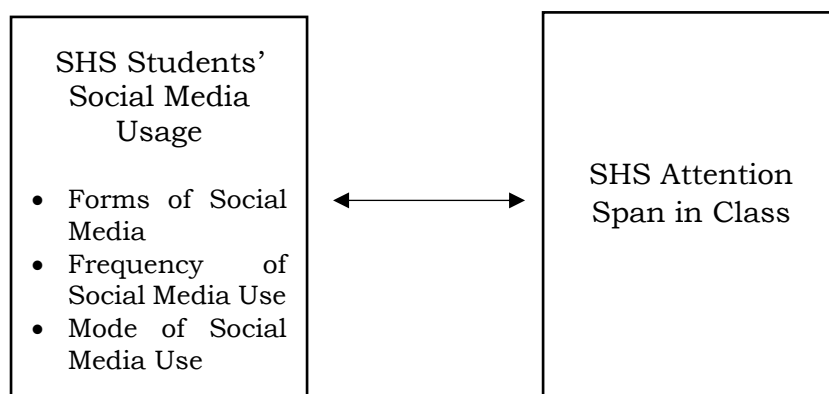 SHS Students’
Social Media
Usage
• Forms of Social
Media
• Frequency of
Social Media Use
• Mode of Social
Media Use
SHS Attention
Span in Class